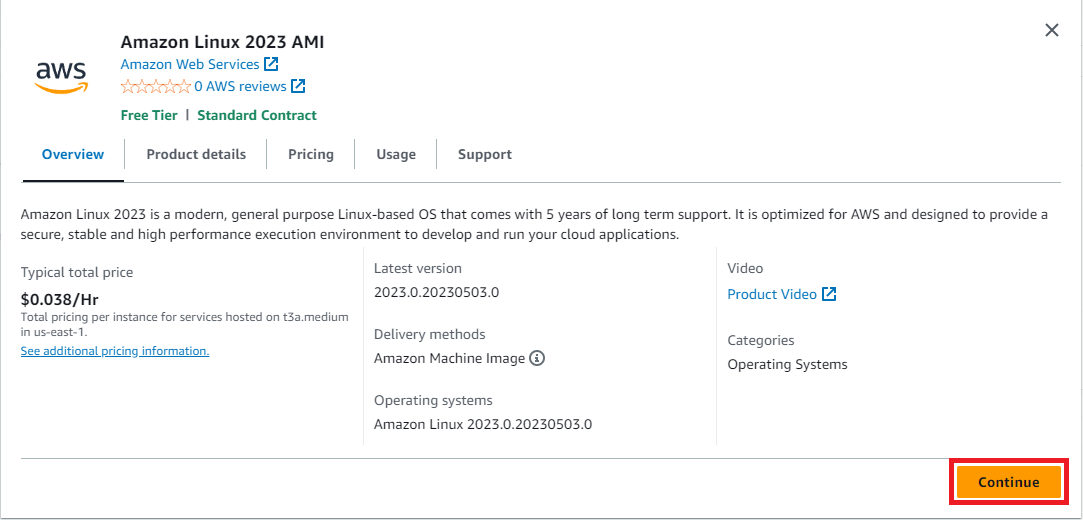 aws
Amazon Linux 2023 AMI
Amazon Web Services
0 AWS reviews
Free Tier | Standard Contract
Overview
Product details
Pricing
Usage
Support
Amazon Linux 2023 is a modern, general purpose Linux-based OS that comes with 5 years of long term support. It is optimized for AWS and designed to provide a
secure, stable and high performance execution environment to develop and run your cloud applications.
Typical total price
$0.038/Hr
Total pricing per instance for services hosted on t3a.medium
in us-east-1.
See additional pricing information.
Latest version
2023.0.20230503.0
Delivery methods
Amazon Machine Image
Operating systems
Amazon Linux 2023.0.20230503.0
Video
Product Video
Categories
Operating Systems
Continue